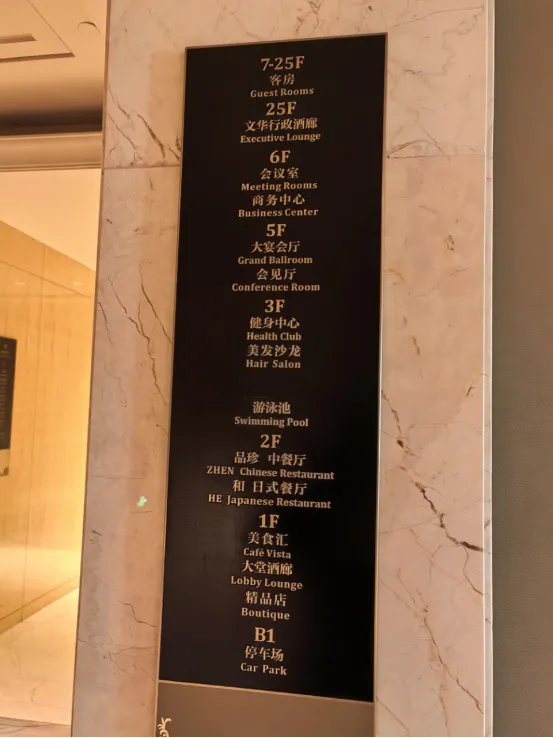 7-25F
客房
Guest Rooms
25F
文华行政酒廊
Executive Lounge
6F
会议室
Meeting Rooms
商务中心
Business Center
5F
大宴会厅
Grand Ballroom
会见厅
Conference Room
3F
健身中心
Health Club
美发沙龙
Hair Salon
游泳池
Swimming Pool
2F
品珍 中餐厅
ZHEN Chinese Restaurant
和 日式餐厅
HE Japanese Restaurant
1F
美食汇
Café Vista
大堂酒廊
Lobby Lounge
精品店
Boutique
B1
停车场
Car Park